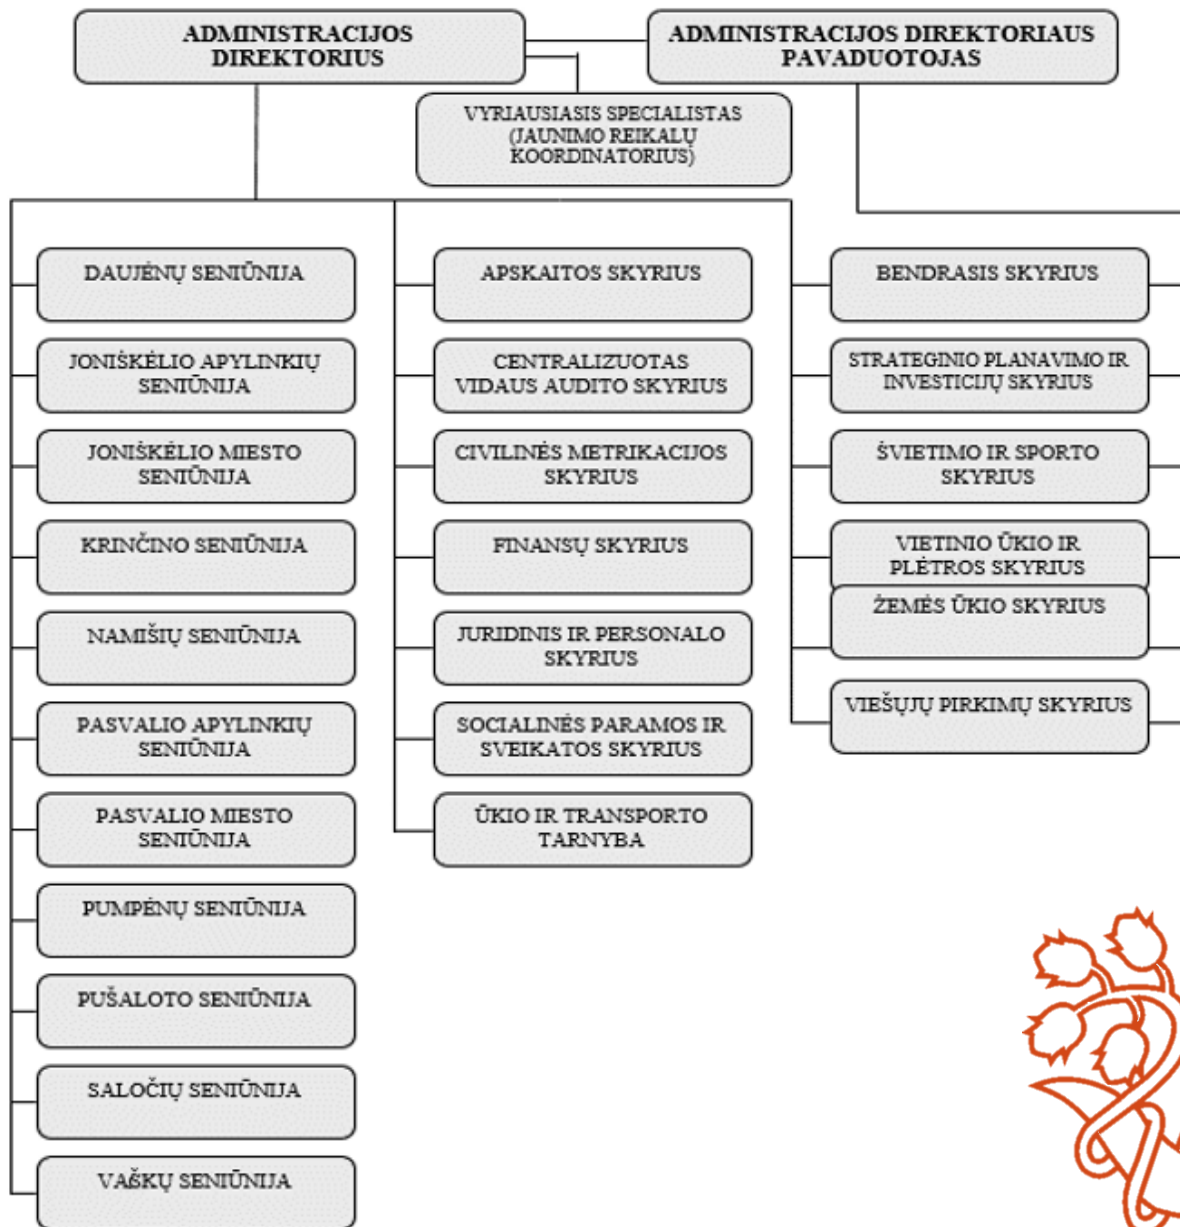 ADMINISTRACIJOS
DIREKTORIUS
ADMINISTRACIJOS DIREKTORIAUS
PAVADUOTOJAS
VYRIAUSIASIS SPECIALISTAS
(JAUNIMO REIKALŲ
KOORDINATORIUS)
DAUJĖNŲ SENIŪNIJA
JONIŠKĖLIO APYLINKIŲ
SENIŪNIJA
JONIŠKĖLIO MIESTO
SENIŪNIJA
KRINČINO SENIŪNIJA
NAMIŠIŲ SENIŪNIJA
PASVALIO APYLINKIŲ
SENIŪNIJA
PASVALIO MIESTO
SENIŪNIJA
PUMPĖNŲ SENIŪNIJA
PUŠALOTO SENIŪNIJA
SALOČIŲ SENIŪNIJA
VAŠKŲ SENIŪNIJA
APSKAITOS SKYRIUS
CENTRALIZUOTAS
VIDAUS AUDITO SKYRIUS
CIVILINĖS METRIKACIJOS
SKYRIUS
FINANSŲ SKYRIUS
JURIDINIS IR PERSONALO
SKYRIUS
SOCIALINĖS PARAMOS IR
SVEIKATOS SKYRIUS
ŪKIO IR TRANSPORTO
TARNYBA
BENDRASIS SKYRIUS
STRATEGINIO PLANAVIMO IR
INVESTICIJŲ SKYRIUS
ŠVIETIMO IR SPORTO
SKYRIUS
VIETINIO ŪKIO IR
PLĖTROS SKYRIUS
ŽEMĖS ŪKIO SKYRIUS
VIEŠŲJŲ PIRKIMŲ SKYRIUS